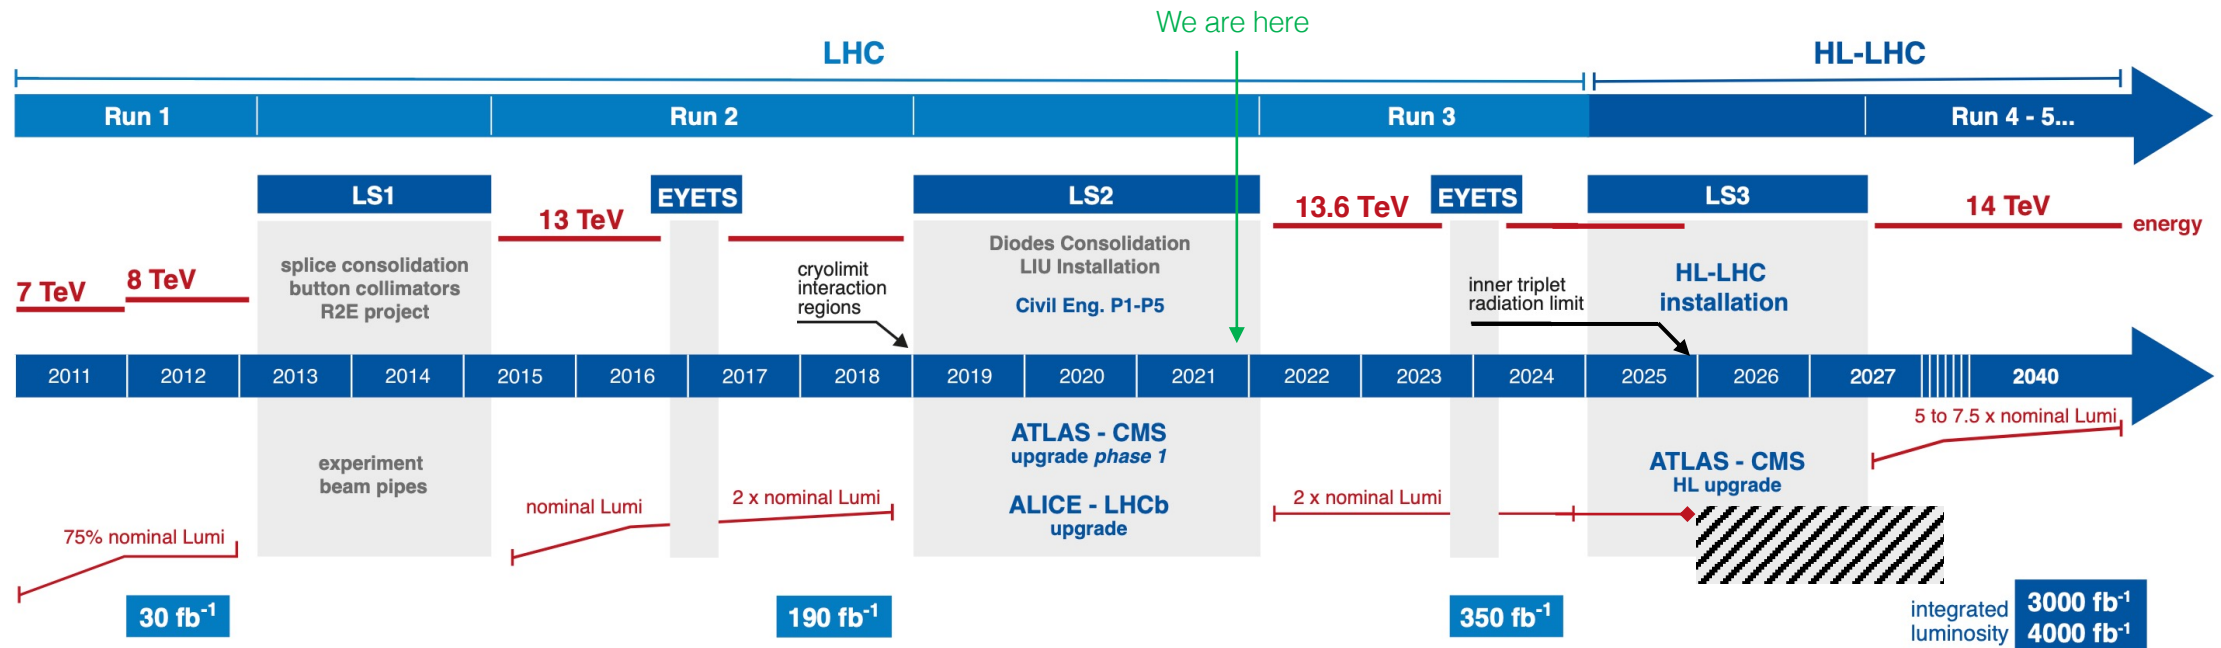 We are here
LHC
HL-LHC
Run 1
Run 2
Run 3
Run 4 - 5...
LS1
EYETS
LS2
EYETS
LS3
13 TeV
13.6 TeV
14 TeV
energy
7 TeV
8 TeV
splice consolidation
button collimators
R2E project
cryolimit
interaction
regions
Diodes Consolidation
LIU Installation
Civil Eng. P1-P5
inner triplet
radiation limit
HL-LHC
installation
2011
2012
2013
2014
2015
2016
2017
2018
2019
2020
2021
2022
2023
2024
2025
2026
2027
2040
5 to 7.5 x nominal Lumi
experiment
beam pipes
ATLAS - CMS
upgrade phase 1
ALICE - LHCb
upgrade
ATLAS - CMS
HL upgrade
75% nominal Lumi
nominal Lumi
2 x nominal Lumi
2 x nominal Lumi
30 fb-1
190 fb-1
350 fb-1
integrated
luminosity
3000 fb-1
4000 fb-1